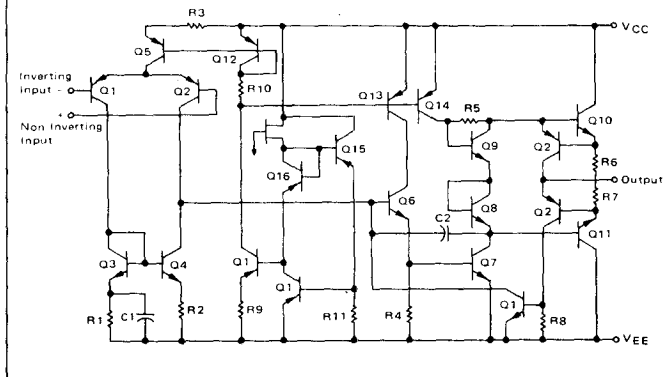 R3
VCC
Q5
Q12
Inverting
Input -
Q1
Q2
R10
Q13
Q14
R5
Q10
+
Non Inverting
Input
Q15
Q9
Q2
R6
Q16
Output
Q6
Q8
R7
C2
Q2
Q11
Q3
Q4
Q1
Q7
Q1
Q1
R1
C1
R2
R9
R11
R4
R8
VEE